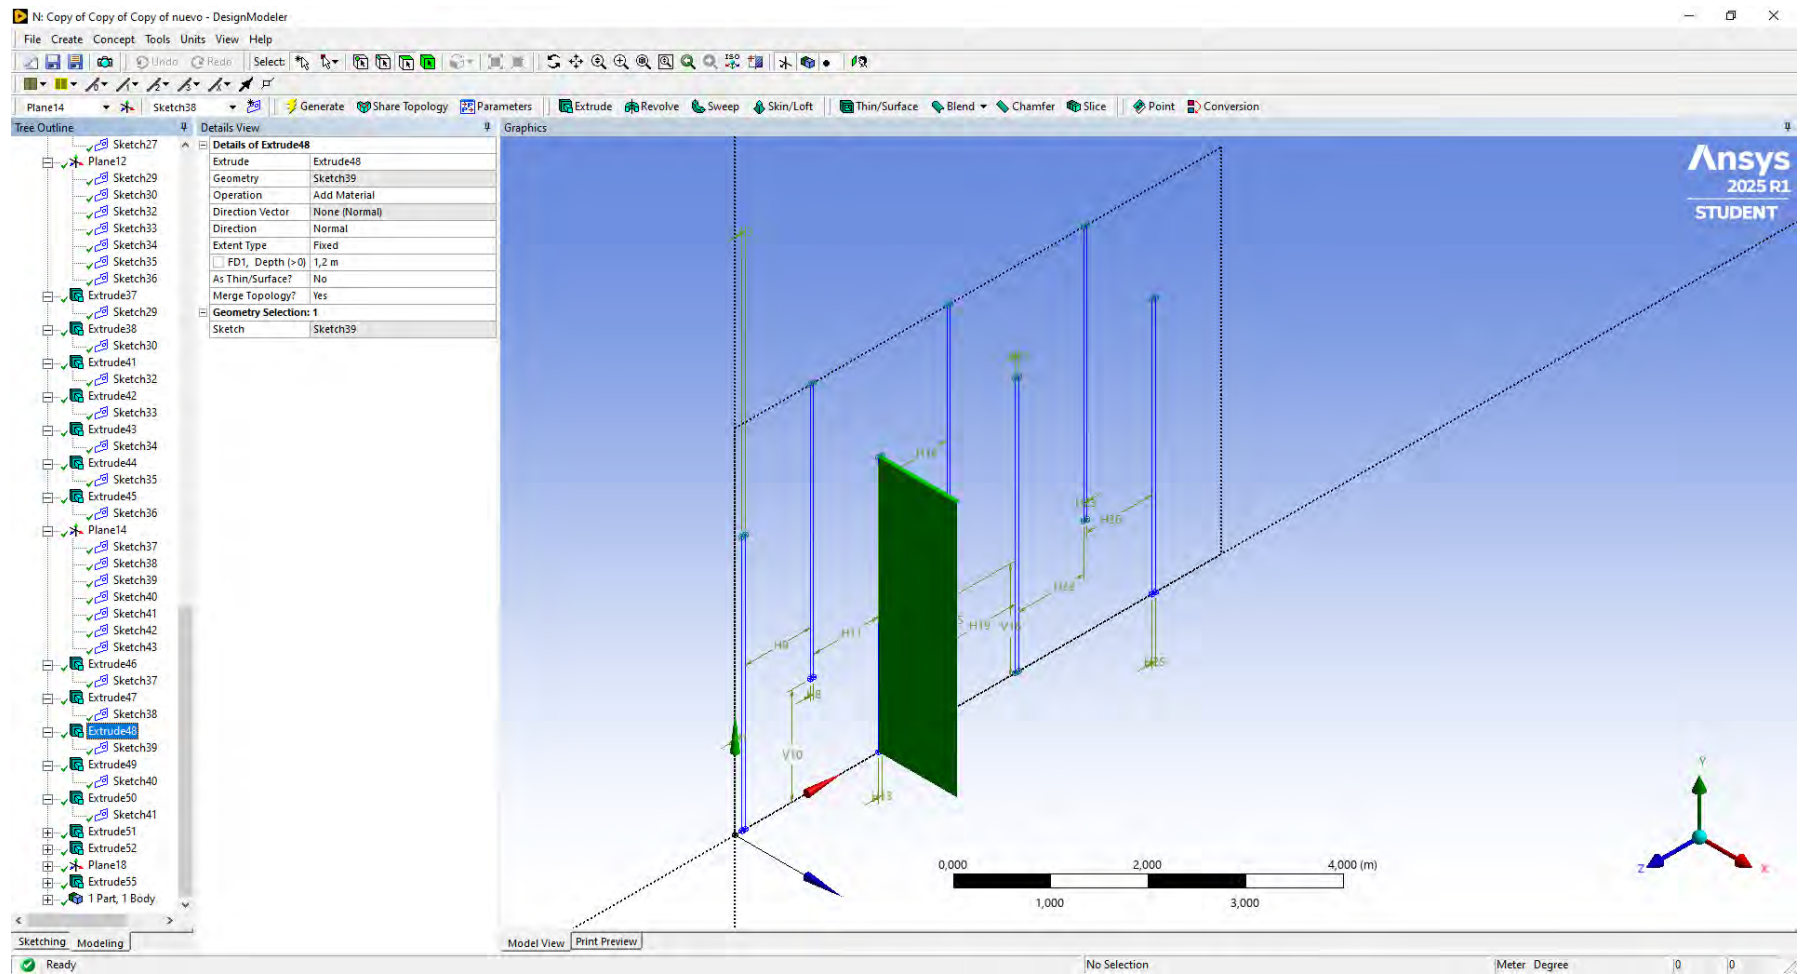 N: Copy of Copy of Copy of nuevo - DesignModeler
File Create Concept Tools Units View Help
Undo Redo Select:
Plane14 Sketch38 Generate Share Topology Parameters Extrude Revolve Sweep Skin/Loft Thin/Surface Blend Chamfer Slice Point Conversion
Tree Outline
Sketch27
Plane12
Sketch29
Sketch30
Sketch32
Sketch33
Sketch34
Sketch35
Sketch36
Extrude37
Sketch29
Extrude38
Sketch30
Extrude41
Sketch32
Extrude42
Sketch33
Extrude43
Sketch34
Extrude44
Sketch35
Extrude45
Sketch36
Plane14
Sketch37
Sketch38
Sketch39
Sketch40
Sketch41
Sketch42
Sketch43
Extrude46
Sketch37
Extrude47
Sketch38
Extrude48
Sketch39
Extrude49
Sketch40
Extrude50
Sketch41
Extrude51
Extrude52
Plane18
Extrude55
1 Part, 1 Body
Sketching Modeling
Details View
Details of Extrude48
Extrude Extrude48
Geometry Sketch39
Operation Add Material
Direction Vector None (Normal)
Direction Normal
Extent Type Fixed
FD1, Depth (>0) 1,2 m
As Thin/Surface? No
Merge Topology? Yes
Geometry Selection: 1
Sketch Sketch39
Graphics
Ansys
2025 R1
STUDENT
H36
H11
H19
H9
V10
Y
Z
X
0,000 2,000 4,000 (m)
1,000 3,000
Model View Print Preview
Ready No Selection Meter Degree 0 0